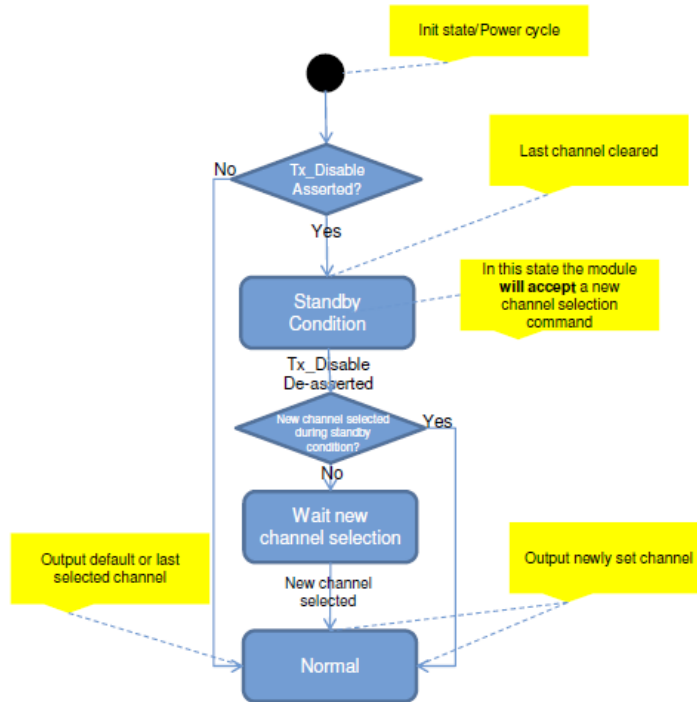 Init state/Power cycle
Tx_Disable
Asserted?
No
Last channel cleared
Yes
Standby
Condition
In this state the module
will accept a new
channel selection
command
Tx_Disable
De-asserted
New channel selected
during standby
condition?
Yes
No
Wait new
channel selection
Output default or last
selected channel
Output newly set channel
New channel
selected
Normal